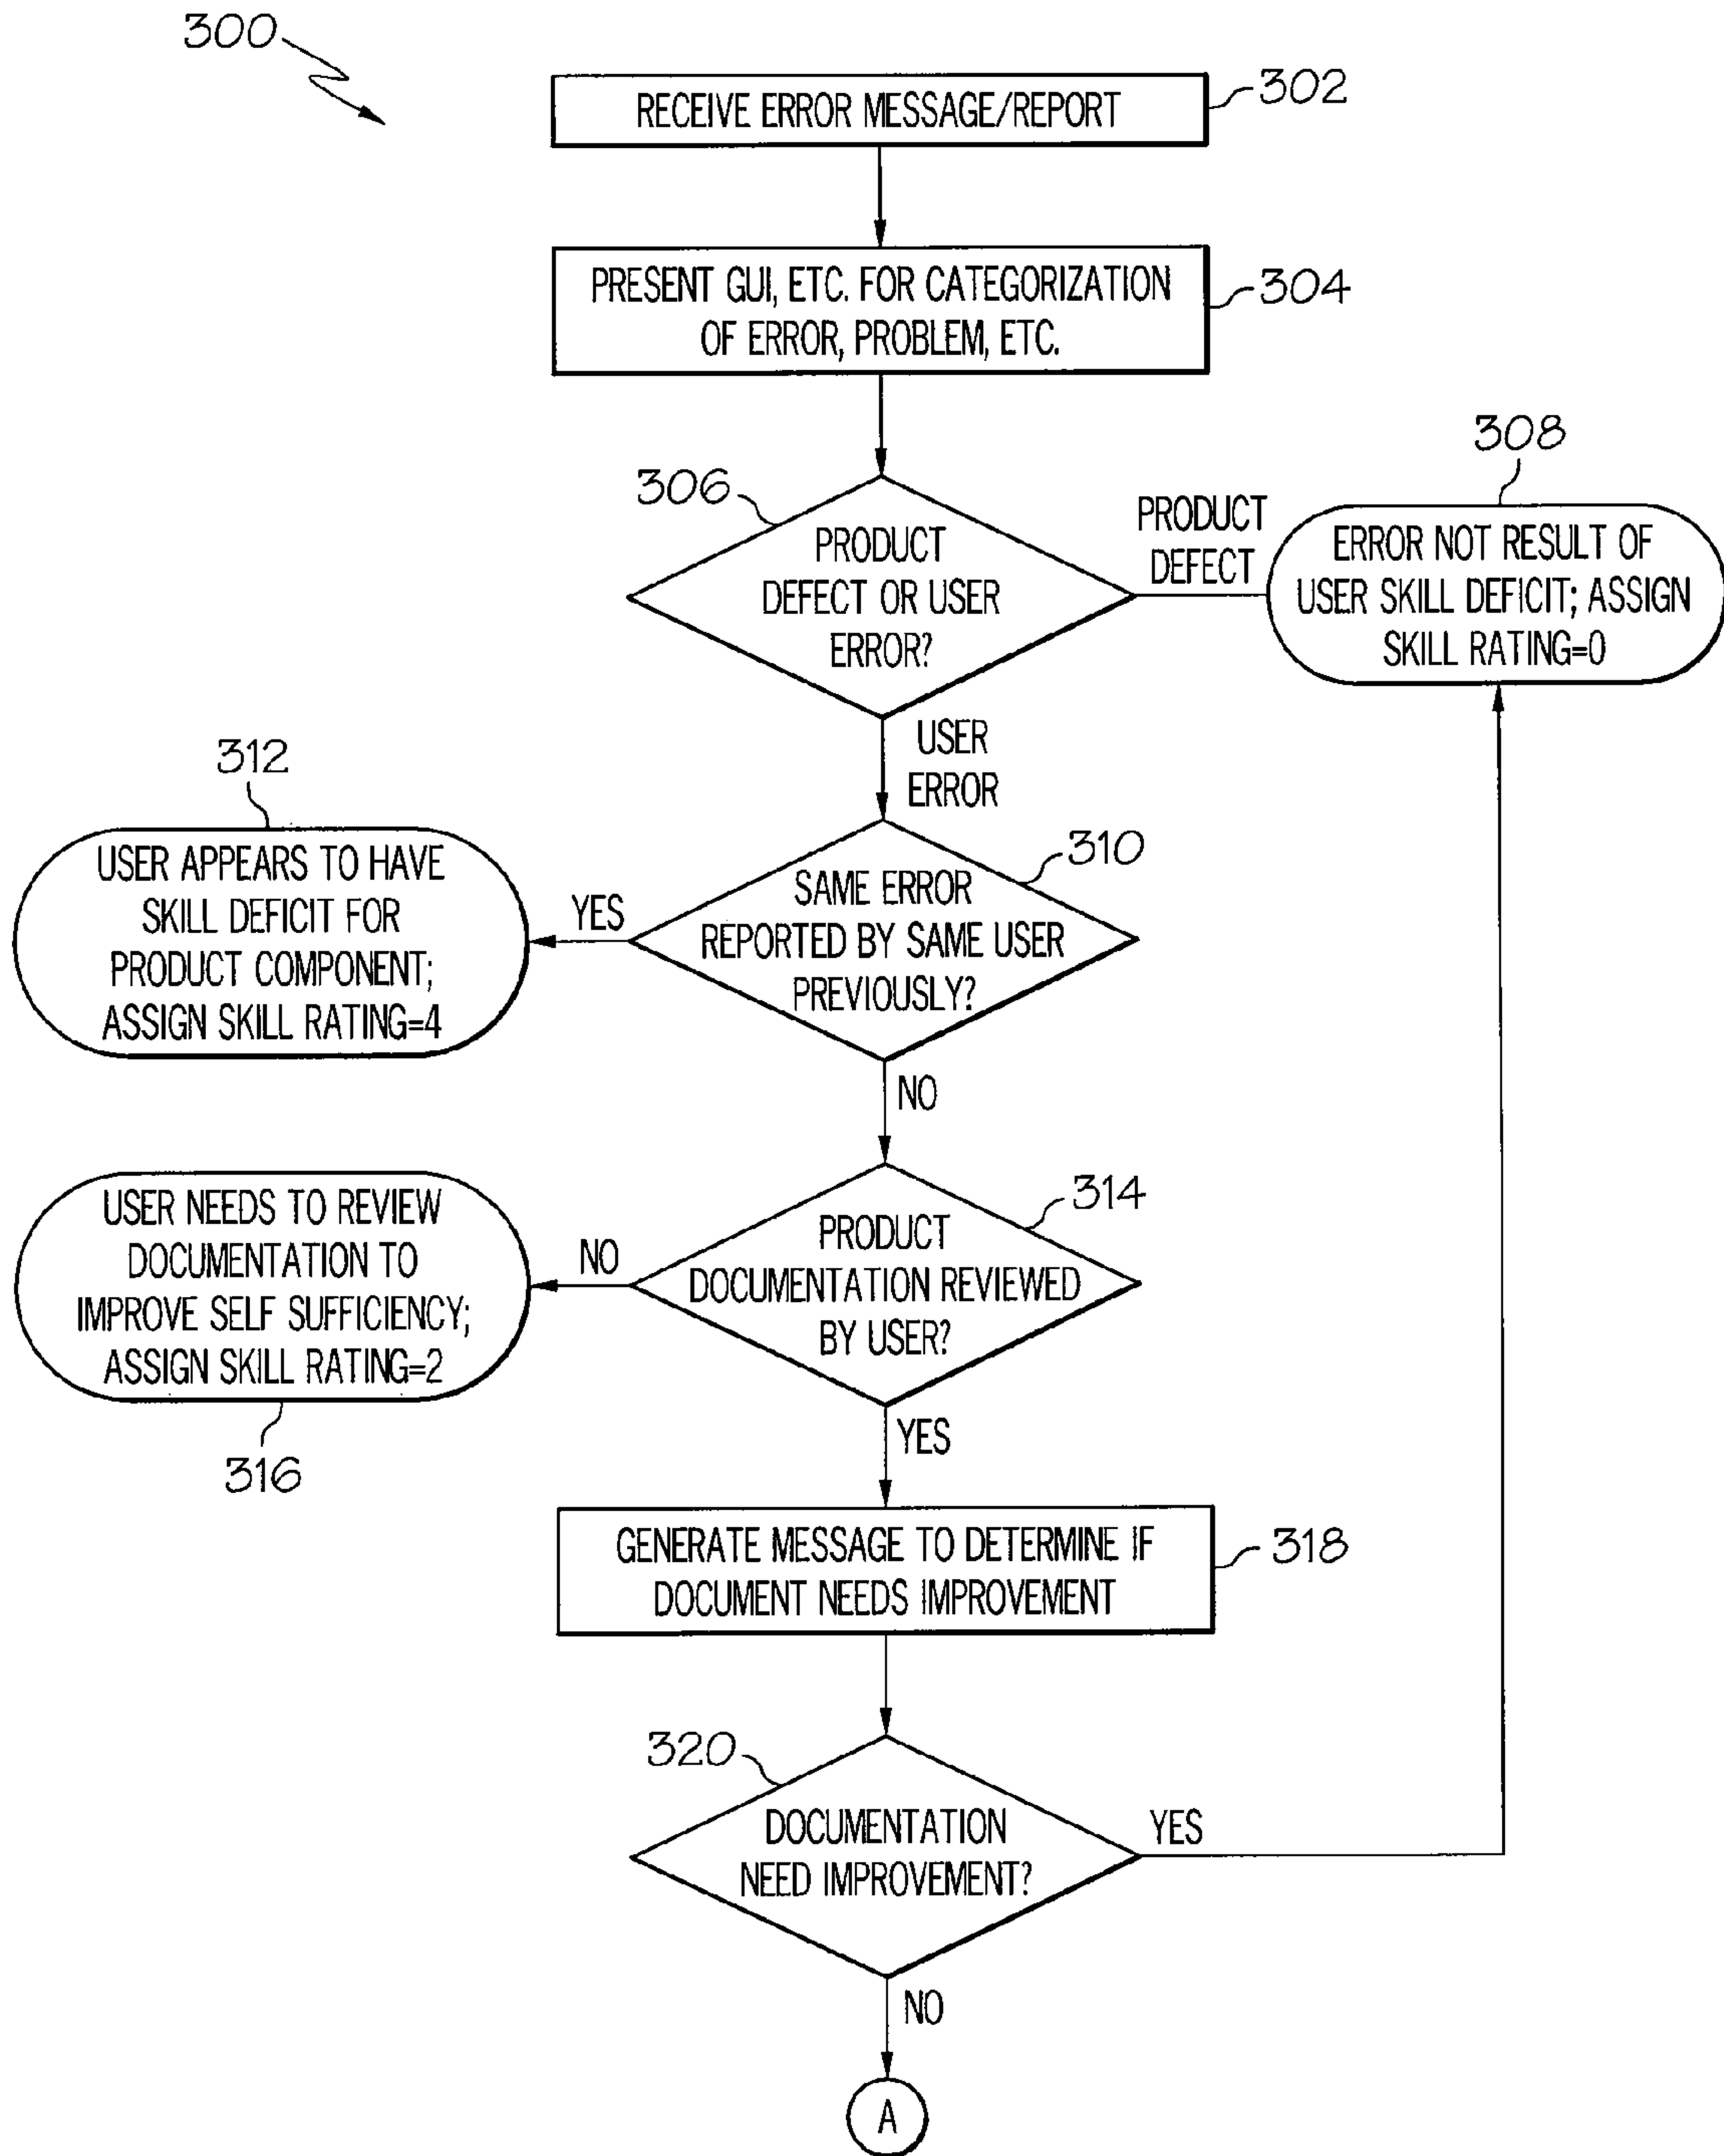 300
RECEIVE ERROR MESSAGE/REPORT
302
PRESENT GUI, ETC. FOR CATEGORIZATION
OF ERROR, PROBLEM, ETC.
304
306
PRODUCT
DEFECT OR USER
ERROR?
PRODUCT
DEFECT
308
ERROR NOT RESULT OF
USER SKILL DEFICIT; ASSIGN
SKILL RATING=0
USER
ERROR
310
SAME ERROR
REPORTED BY SAME USER
PREVIOUSLY?
YES
312
USER APPEARS TO HAVE
SKILL DEFICIT FOR
PRODUCT COMPONENT;
ASSIGN SKILL RATING=4
NO
314
PRODUCT
DOCUMENTATION REVIEWED
BY USER?
NO
USER NEEDS TO REVIEW
DOCUMENTATION TO
IMPROVE SELF SUFFICIENCY;
ASSIGN SKILL RATING=2
316
YES
GENERATE MESSAGE TO DETERMINE IF
DOCUMENT NEEDS IMPROVEMENT
318
320
DOCUMENTATION
NEED IMPROVEMENT?
YES
NO
A